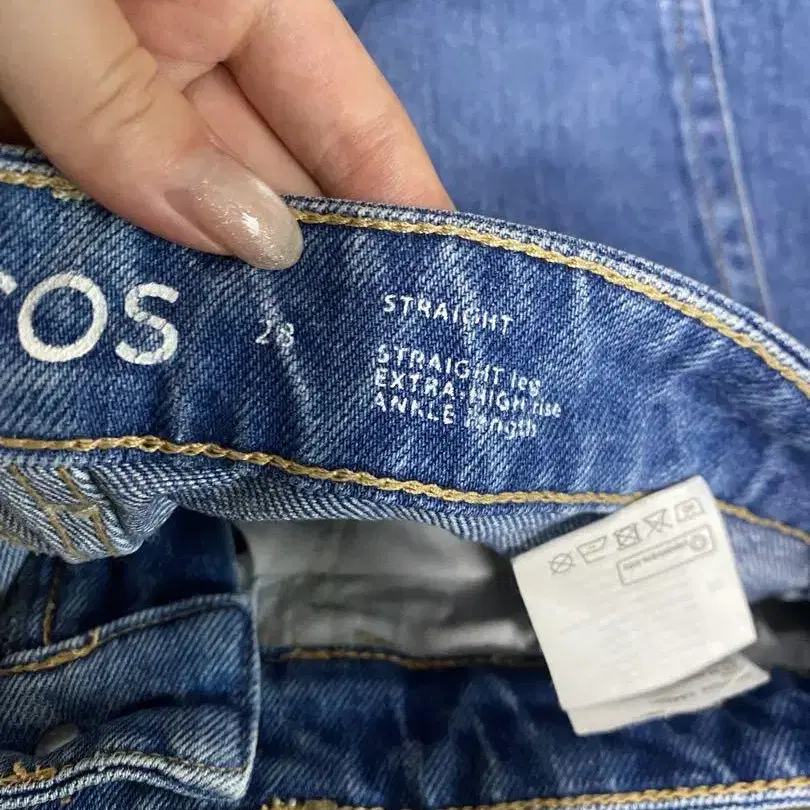 COS
28
STRAIGHT
STRAIGHT leg
EXTRA-HIGH rise
ANKLE length